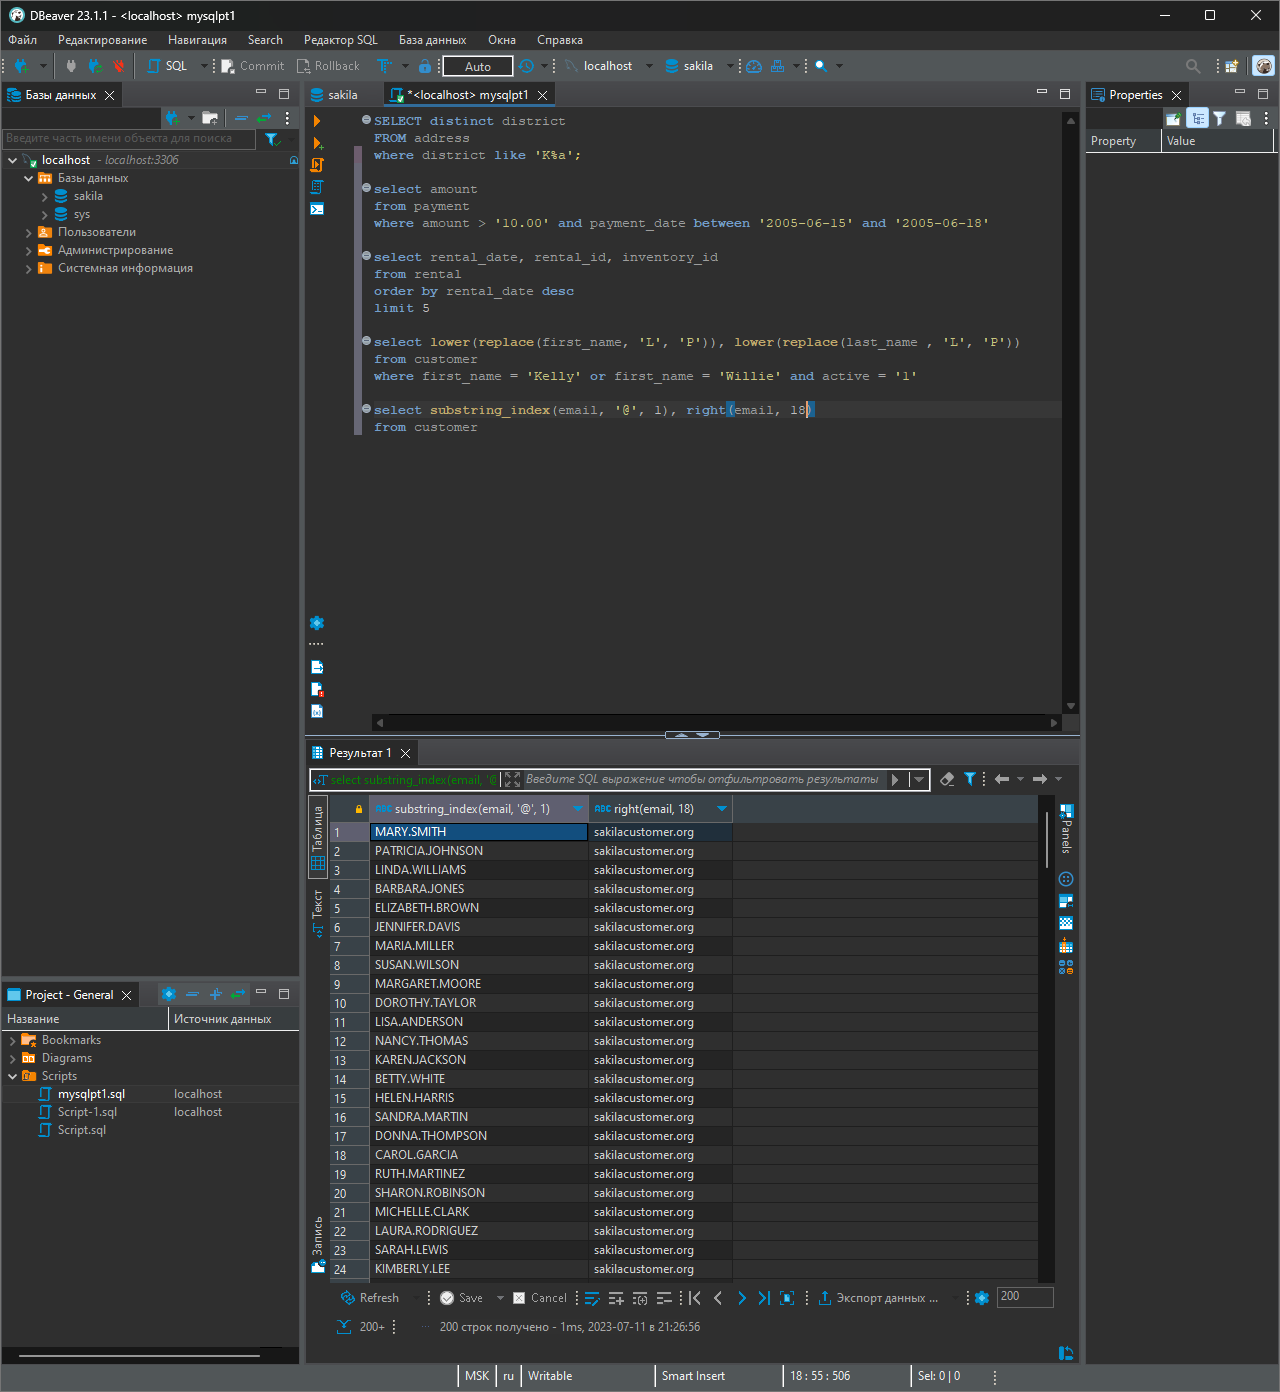 DBeaver 23.1.1 - <localhost> mysqlpt1
Файл Редактирование Навигация Search Редактор SQL База данных Окна Справка
SQL Commit Rollback Auto localhost sakila
Базы данных
Введите часть имени объекта для поиска
localhost - localhost:3306
Базы данных
sakila
sys
Пользователи
Администрирование
Системная информация
sakila *<localhost> mysqlpt1
SELECT distinct district
FROM address
where district like 'K%a';
select amount
from payment
where amount > '10.00' and payment_date between '2005-06-15' and '2005-06-18'
select rental_date, rental_id, inventory_id
from rental
order by rental_date desc
limit 5
select lower(replace(first_name, 'L', 'P')), lower(replace(last_name , 'L', 'P'))
from customer
where first_name = 'Kelly' or first_name = 'Willie' and active = '1'
select substring_index(email, '@', 1), right(email, 18)
from customer
Properties
Property Value
Результат 1
select substring_index(email, '@ Введите SQL выражение чтобы отфильтровать результаты
Таблица
Текст
Запись
Panels
substring_index(email, '@', 1) right(email, 18)
1 MARY.SMITH sakilacustomer.org
2 PATRICIA.JOHNSON sakilacustomer.org
3 LINDA.WILLIAMS sakilacustomer.org
4 BARBARA.JONES sakilacustomer.org
5 ELIZABETH.BROWN sakilacustomer.org
6 JENNIFER.DAVIS sakilacustomer.org
7 MARIA.MILLER sakilacustomer.org
8 SUSAN.WILSON sakilacustomer.org
9 MARGARET.MOORE sakilacustomer.org
10 DOROTHY.TAYLOR sakilacustomer.org
11 LISA.ANDERSON sakilacustomer.org
12 NANCY.THOMAS sakilacustomer.org
13 KAREN.JACKSON sakilacustomer.org
14 BETTY.WHITE sakilacustomer.org
15 HELEN.HARRIS sakilacustomer.org
16 SANDRA.MARTIN sakilacustomer.org
17 DONNA.THOMPSON sakilacustomer.org
18 CAROL.GARCIA sakilacustomer.org
19 RUTH.MARTINEZ sakilacustomer.org
20 SHARON.ROBINSON sakilacustomer.org
21 MICHELLE.CLARK sakilacustomer.org
22 LAURA.RODRIGUEZ sakilacustomer.org
23 SARAH.LEWIS sakilacustomer.org
24 KIMBERLY.LEE sakilacustomer.org
Refresh Save Cancel Экспорт данных ... 200
200+ 200 строк получено - 1ms, 2023-07-11 в 21:26:56
Project - General
Название Источник данных
Bookmarks
Diagrams
Scripts
mysqlpt1.sql localhost
Script-1.sql localhost
Script.sql
MSK ru Writable Smart Insert 18 : 55 : 506 Sel: 0 | 0